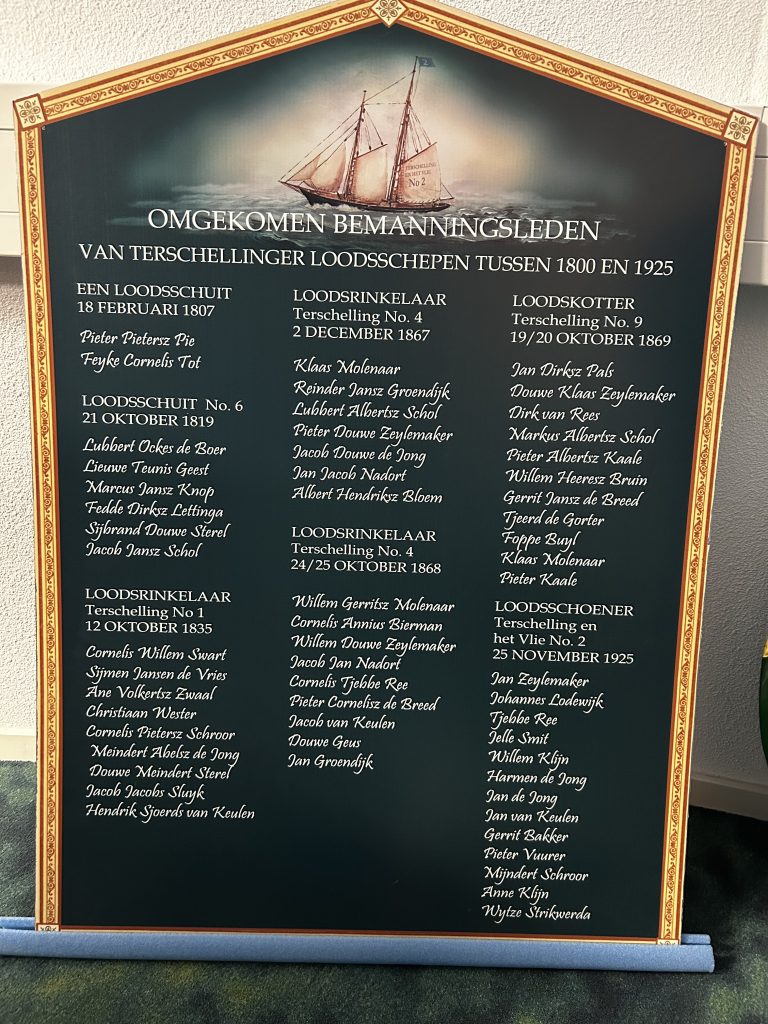 2
TERSCHELLING
EN HET VLIE
No 2
OMGEKOMEN BEMANNINGSLEDEN
VAN TERSCHELLINGER LOODSSCHEPEN TUSSEN 1800 EN 1925
EEN LOODSSCHUIT
18 FEBRUARI 1807
Pieter Pietersz Pie
Feyke Cornelis Tot
LOODSSCHUIT No. 6
21 OKTOBER 1819
Lubbert Ockes de Boer
Lieuwe Teunis Geest
Marcus Jansz Knop
Fedde Dirksz Lettinga
Sijbrand Douwe Sterel
Jacob Jansz Schol
LOODSRINKELAAR
Terschelling No 1
12 OKTOBER 1835
Cornelis Willem Swart
Sijmen Jansen de Vries
Ane Volkertsz Zwaal
Christiaan Wester
Cornelis Pietersz Schroor
Meindert Abelsz de Jong
Douwe Meindert Sterel
Jacob Jacobs Sluyk
Hendrik Sjoerds van Keulen
LOODSRINKELAAR
Terschelling No. 4
2 DECEMBER 1867
Klaas Molenaar
Reinder Jansz Groendijk
Lubbert Albertsz Schol
Pieter Douwe Zeylemaker
Jacob Douwe de Jong
Jan Jacob Nadort
Albert Hendriksz Bloem
LOODSRINKELAAR
Terschelling No. 4
24/25 OKTOBER 1868
Willem Gerritsz Molenaar
Cornelis Annius Bierman
Willem Douwe Zeylemaker
Jacob Jan Nadort
Cornelis Tjebbe Ree
Pieter Cornelisz de Breed
Jacob van Keulen
Douwe Geus
Jan Groendijk
LOODSKOTTER
Terschelling No. 9
19/20 OKTOBER 1869
Jan Dirksz Pals
Douwe Klaas Zeylemaker
Dirk van Rees
Markus Albertsz Schol
Pieter Albertsz Kaale
Willem Heeresz Bruin
Gerrit Jansz de Breed
Tjeerd de Gorter
Foppe Buyl
Klaas Molenaar
Pieter Kaale
LOODSSCHOENER
Terschelling en
het Vlie No. 2
25 NOVEMBER 1925
Jan Zeylemaker
Johannes Lodewijk
Tjebbe Ree
Jelle Smit
Willem Klijn
Harmen de Jong
Jan de Jong
Jan van Keulen
Gerrit Bakker
Pieter Vuurer
Mijndert Schroor
Anne Klijn
Wytze Strikwerda